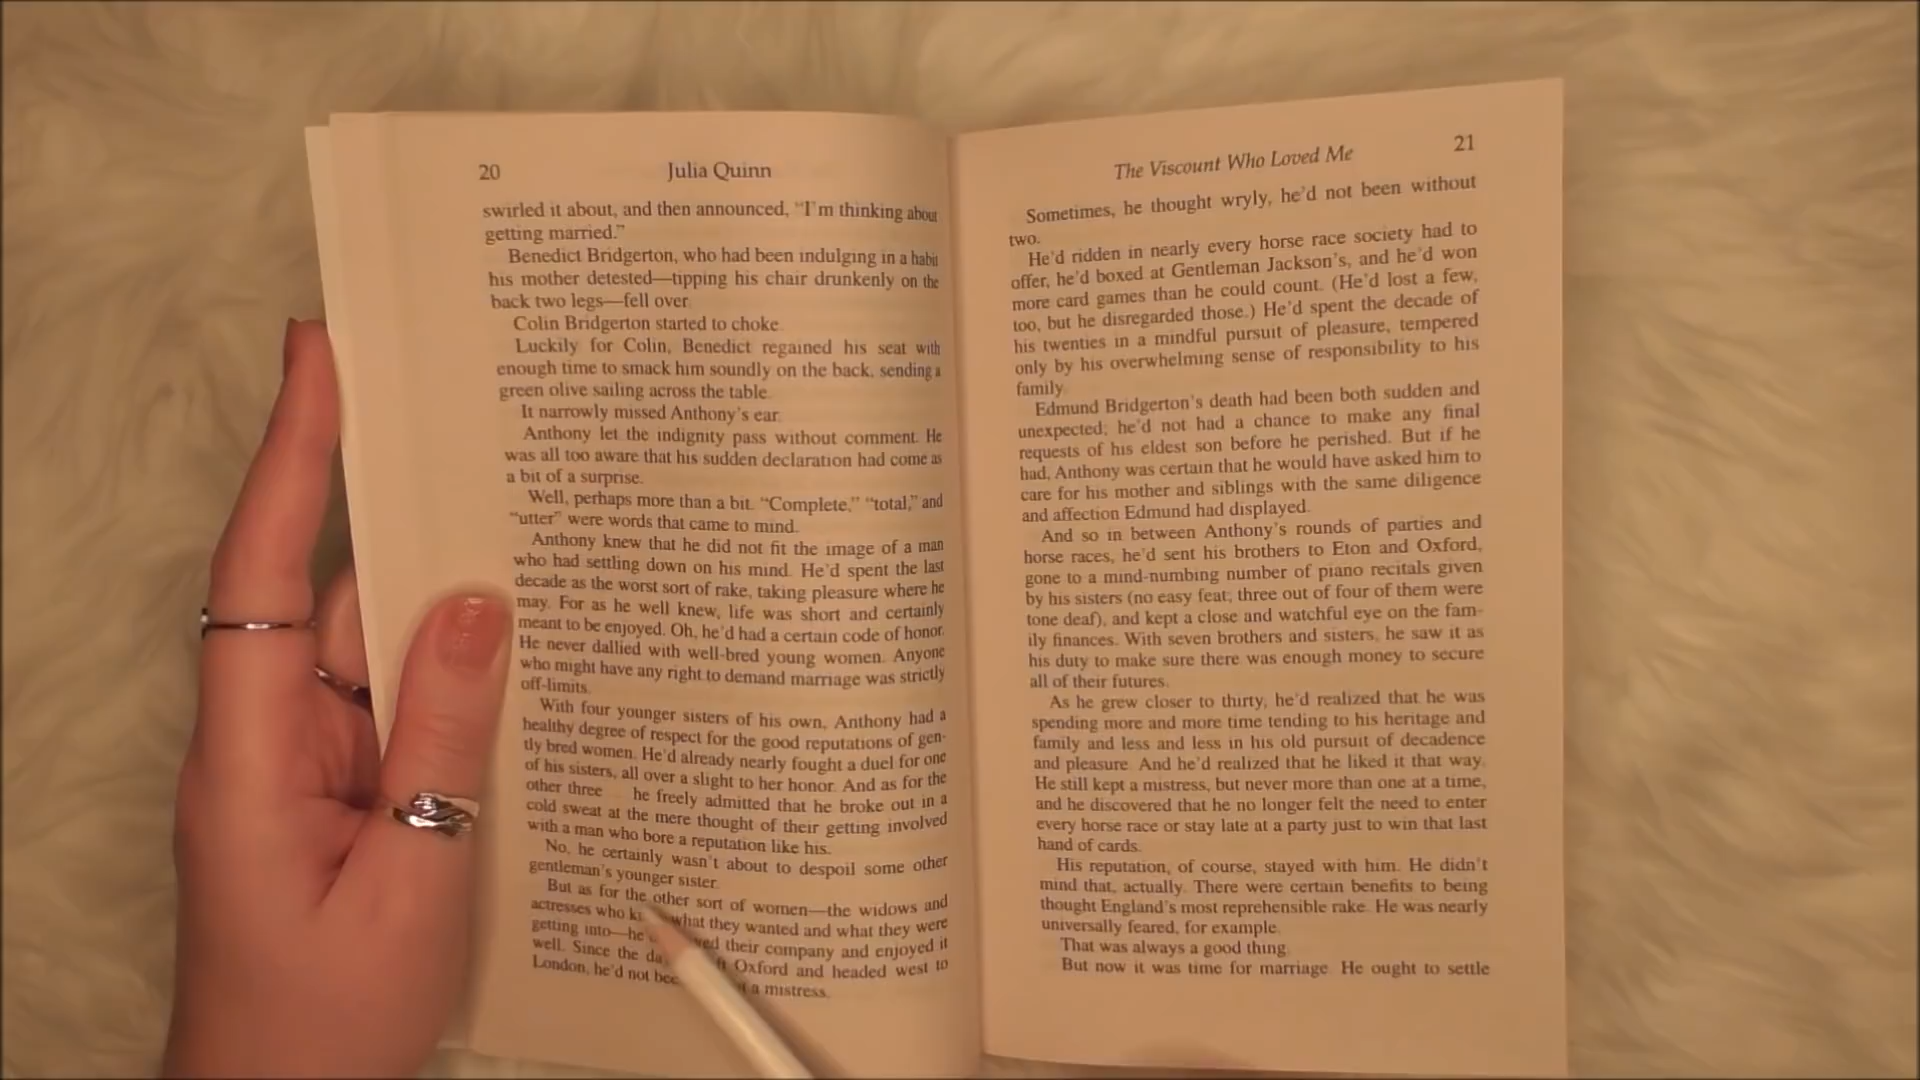 20
Julia Quinn
swirled it about, and then announced, “I’m thinking about
getting married.”
Benedict Bridgerton, who had been indulging in a habit
his mother detested—tipping his chair drunkenly on the
back two legs—fell over.
Colin Bridgerton started to choke.
Luckily for Colin, Benedict regained his seat with
enough time to smack him soundly on the back, sending a
green olive sailing across the table.
It narrowly missed Anthony’s ear.
Anthony let the indignity pass without comment. He
was all too aware that his sudden declaration had come as
a bit of a surprise.
Well, perhaps more than a bit. “Complete,” “total,” and
“utter” were words that came to mind.
Anthony knew that he did not fit the image of a man
who had settling down on his mind. He’d spent the last
decade as the worst sort of rake, taking pleasure where he
may. For as he well knew, life was short and certainly
meant to be enjoyed. Oh, he’d had a certain code of honor.
He never dallied with well-bred young women. Anyone
who might have any right to demand marriage was strictly
off-limits.
With four younger sisters of his own, Anthony had a
healthy degree of respect for the good reputations of gen-
tly bred women. He’d already nearly fought a duel for one
of his sisters, all over a slight to her honor. And as for the
other three he freely admitted that he broke out in a
cold sweat at the mere thought of their getting involved
with a man who bore a reputation like his.
No, he certainly wasn’t about to despoil some other
gentleman’s younger sister.
But as for the other sort of women—the widows and
actresses who what they wanted and what they were
getting into—he their company and enjoyed it
well. Since the Oxford and headed west to
London, he’d not a mistress.
The Viscount Who Loved Me
21
Sometimes, he thought wryly, he’d not been without
two.
He’d ridden in nearly every horse race society had to
offer, he’d boxed at Gentleman Jackson’s, and he’d won
more card games than he could count. (He’d lost a few,
too, but he disregarded those.) He’d spent the decade of
his twenties in a mindful pursuit of pleasure, tempered
only by his overwhelming sense of responsibility to his
family.
Edmund Bridgerton’s death had been both sudden and
unexpected; he’d not had a chance to make any final
requests of his eldest son before he perished. But if he
had, Anthony was certain that he would have asked him to
care for his mother and siblings with the same diligence
and affection Edmund had displayed.
And so in between Anthony’s rounds of parties and
horse races, he’d sent his brothers to Eton and Oxford,
gone to a mind-numbing number of piano recitals given
by his sisters (no easy feat; three out of four of them were
tone deaf), and kept a close and watchful eye on the fam-
ily finances. With seven brothers and sisters, he saw it as
his duty to make sure there was enough money to secure
all of their futures.
As he grew closer to thirty, he’d realized that he was
spending more and more time tending to his heritage and
family and less and less in his old pursuit of decadence
and pleasure. And he’d realized that he liked it that way.
He still kept a mistress, but never more than one at a time,
and he discovered that he no longer felt the need to enter
every horse race or stay late at a party just to win that last
hand of cards.
His reputation, of course, stayed with him. He didn’t
mind that, actually. There were certain benefits to being
thought England’s most reprehensible rake. He was nearly
universally feared, for example.
That was always a good thing.
But now it was time for marriage. He ought to settle